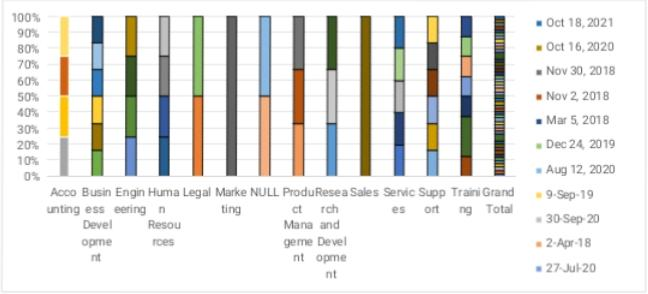 100%
90%
80%
70%
60%
50%
40%
30%
20%
10%
0%
Acco
unting
Busin
ess
Devel
opme
nt
Engin
eering
Huma
n
Resou
rces
Legal
Marke
ting
NULL
Produ
ct
Mana
geme
nt
Resea
rch
and
Devel
opme
nt
Sales
Servic
es
Supp
ort
Traini
ng
Grand
Total
Oct 18, 2021
Oct 16, 2020
Nov 30, 2018
Nov 2, 2018
Mar 5, 2018
Dec 24, 2019
Aug 12, 2020
9-Sep-19
30-Sep-20
2-Apr-18
27-Jul-20